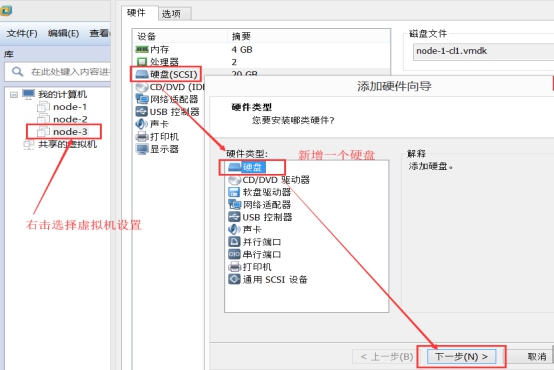 文件(F) 编辑(E) 查看(
库
在此处键入内容进
我的计算机
node-1
node-2
node-3
共享的虚拟机
右击选择虚拟机设置
硬件 选项
设备 摘要
内存 4 GB
处理器 2
硬盘(SCSI) 20 GB
CD/DVD (IDE
网络适配器
USB 控制器
声卡
打印机
显示器
磁盘文件
node-1-cl1.vmdk
添加硬件向导
硬件类型
您要安装哪类硬件?
硬件类型:
新增一个硬盘
硬盘
CD/DVD 驱动器
软盘驱动器
网络适配器
USB 控制器
声卡
并行端口
串行端口
打印机
通用 SCSI 设备
解释
添加硬盘。
< 上一步(B) 下一步(N) > 取消